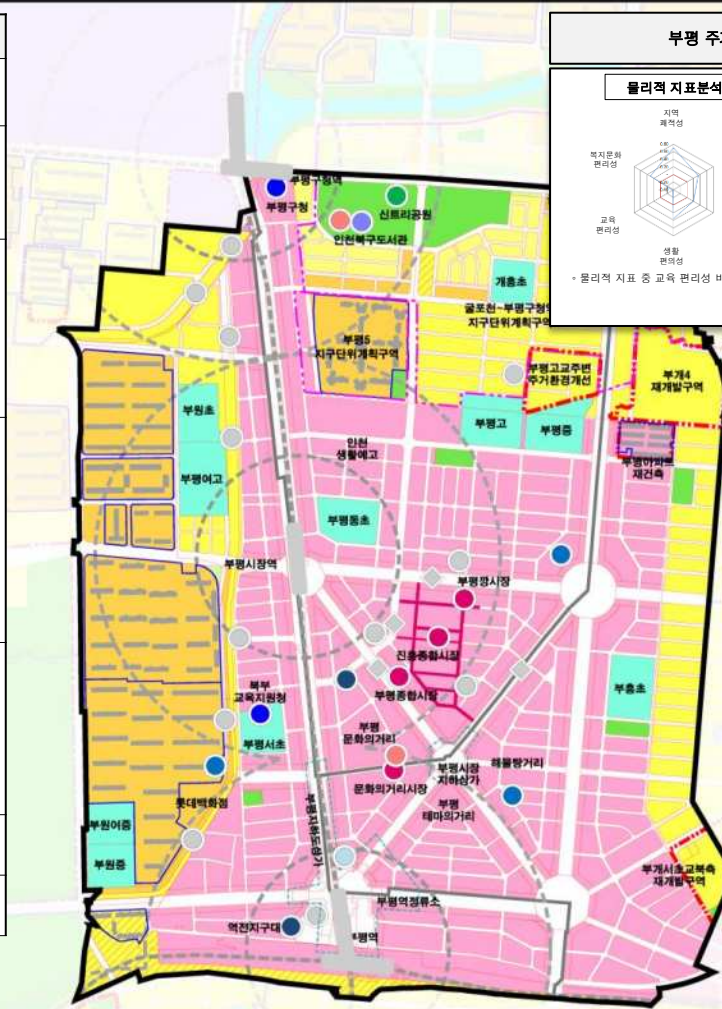 부평 주
물리적 지표분석
지역
쾌적성
복지문화
편리성
교육
편리성
생활
편의성
◦ 물리적 지표 중 교육 편리성 비
부평구청역
부평구청
신트리공원
인천북구도서관
개흥초
굴포천~부평구청역
지구단위계획구역
부평5
지구단위계획구역
부평고교주변
주거환경개선
부개4
재개발구역
부원초
부평고
부평중
인천
생활예고
부평아파트
재건축
부평여고
부평동초
부평시장역
부평깡시장
진흥종합시장
북부
교육지원청
부평종합시장
부흥초
부평서초
부평
문화의거리
부평시장
지하상가
해물탕거리
문화의거리시장
롯데백화점
부평
테마의거리
부평지하도상가
부원여중
부원중
부개서초교북측
재개발구역
부평역정류소
역전지구대
부평역